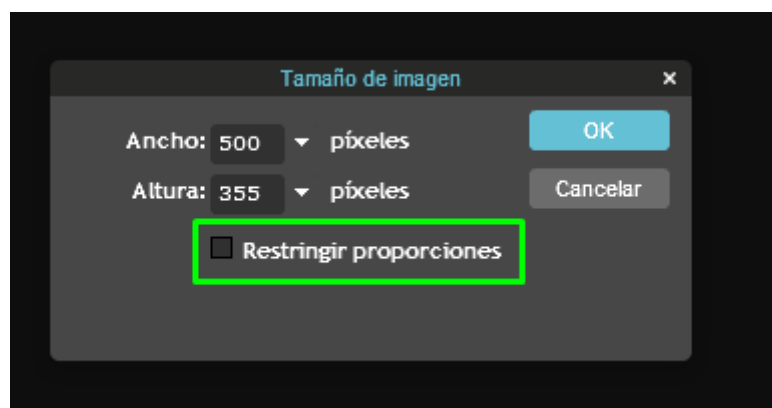 Tamaño de imagen
Ancho: 500 píxeles
OK
Altura: 355 píxeles
Cancelar
Restringir proporciones